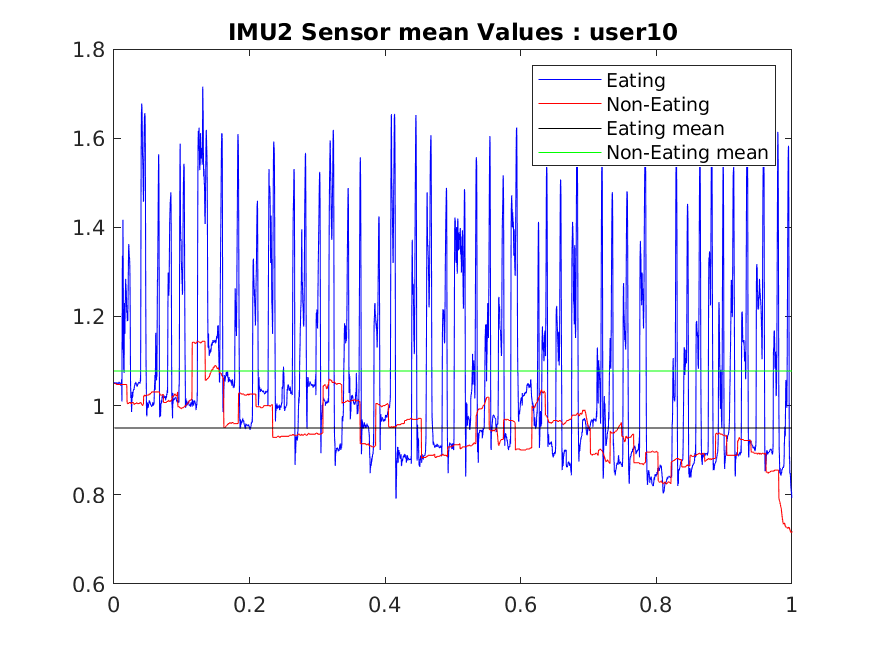 IMU2 Sensor mean Values : user10
1.8
1.6
1.4
1.2
1
0.8
0.6
Eating
Non-Eating
Eating mean
Non-Eating mean
0 0.2 0.4 0.6 0.8 1